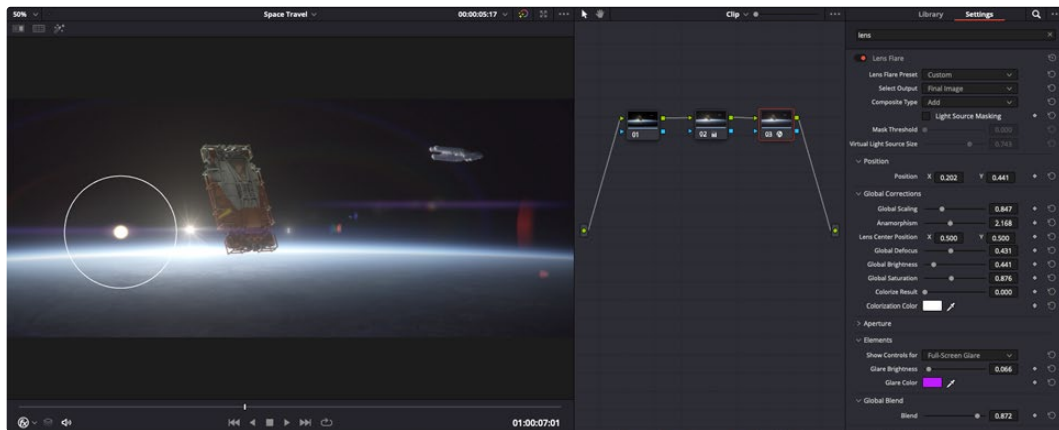 50%
Space Travel
00:00:05:17
Clip
Library
Settings
lens
Lens Flare
Lens Flare Preset Custom
Select Output Final Image
Composite Type Add
Light Source Masking
Mask Threshold 0.000
Virtual Light Source Size 5.743
Position
Position X 0.202 Y 0.441
Global Corrections
Global Scaling 0.847
Anamorphism 2.168
Lens Center Position X 0.500 Y 0.500
Global Defocus 0.431
Global Brightness 0.441
Global Saturation 0.876
Colorize Result 0.000
Colorization Color
Aperture
Elements
Show Controls for Full-Screen Glare
Glare Brightness 0.066
Glare Color
Global Blend
Blend 0.872
01
02
03
01:00:07:01